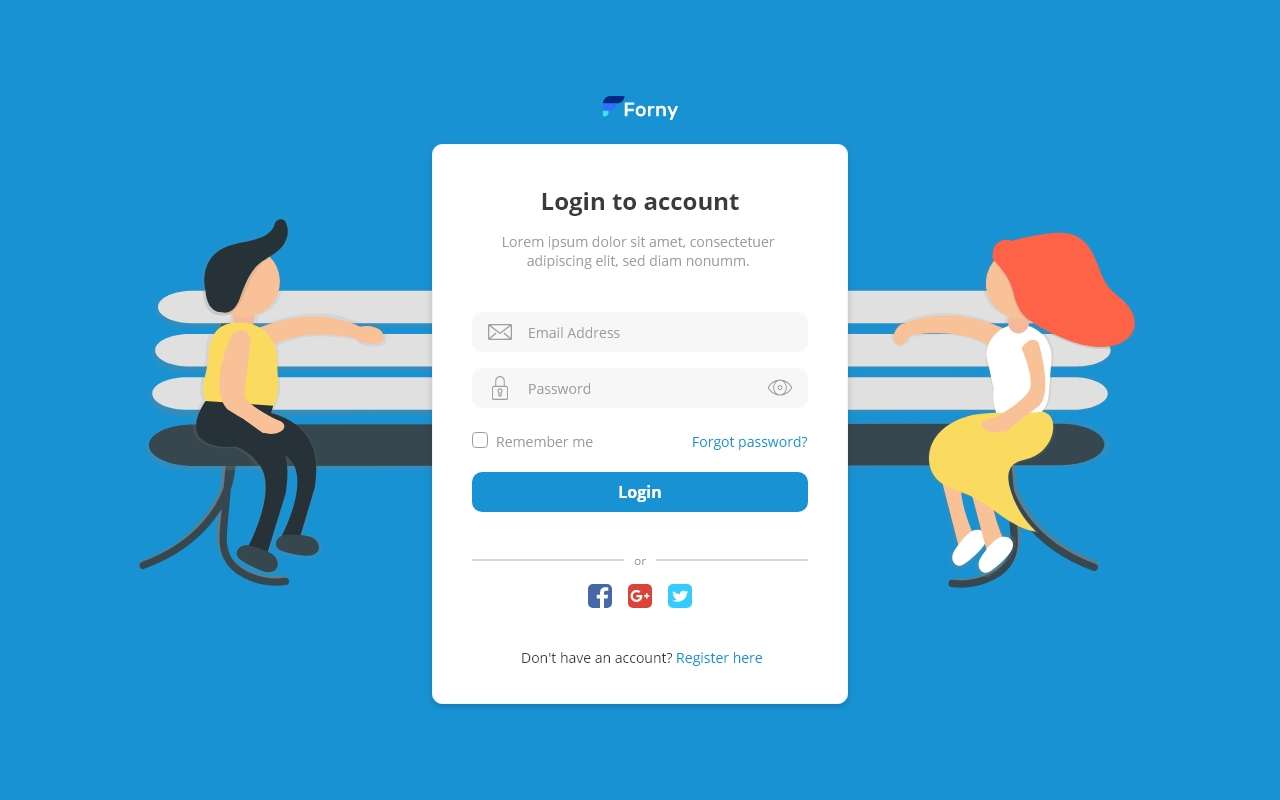 Forny
Login to account
Lorem ipsum dolor sit amet, consectetuer
adipiscing elit, sed diam nonumm.
Email Address
Password
Remember me
Forgot password?
Login
or
Don't have an account? Register here